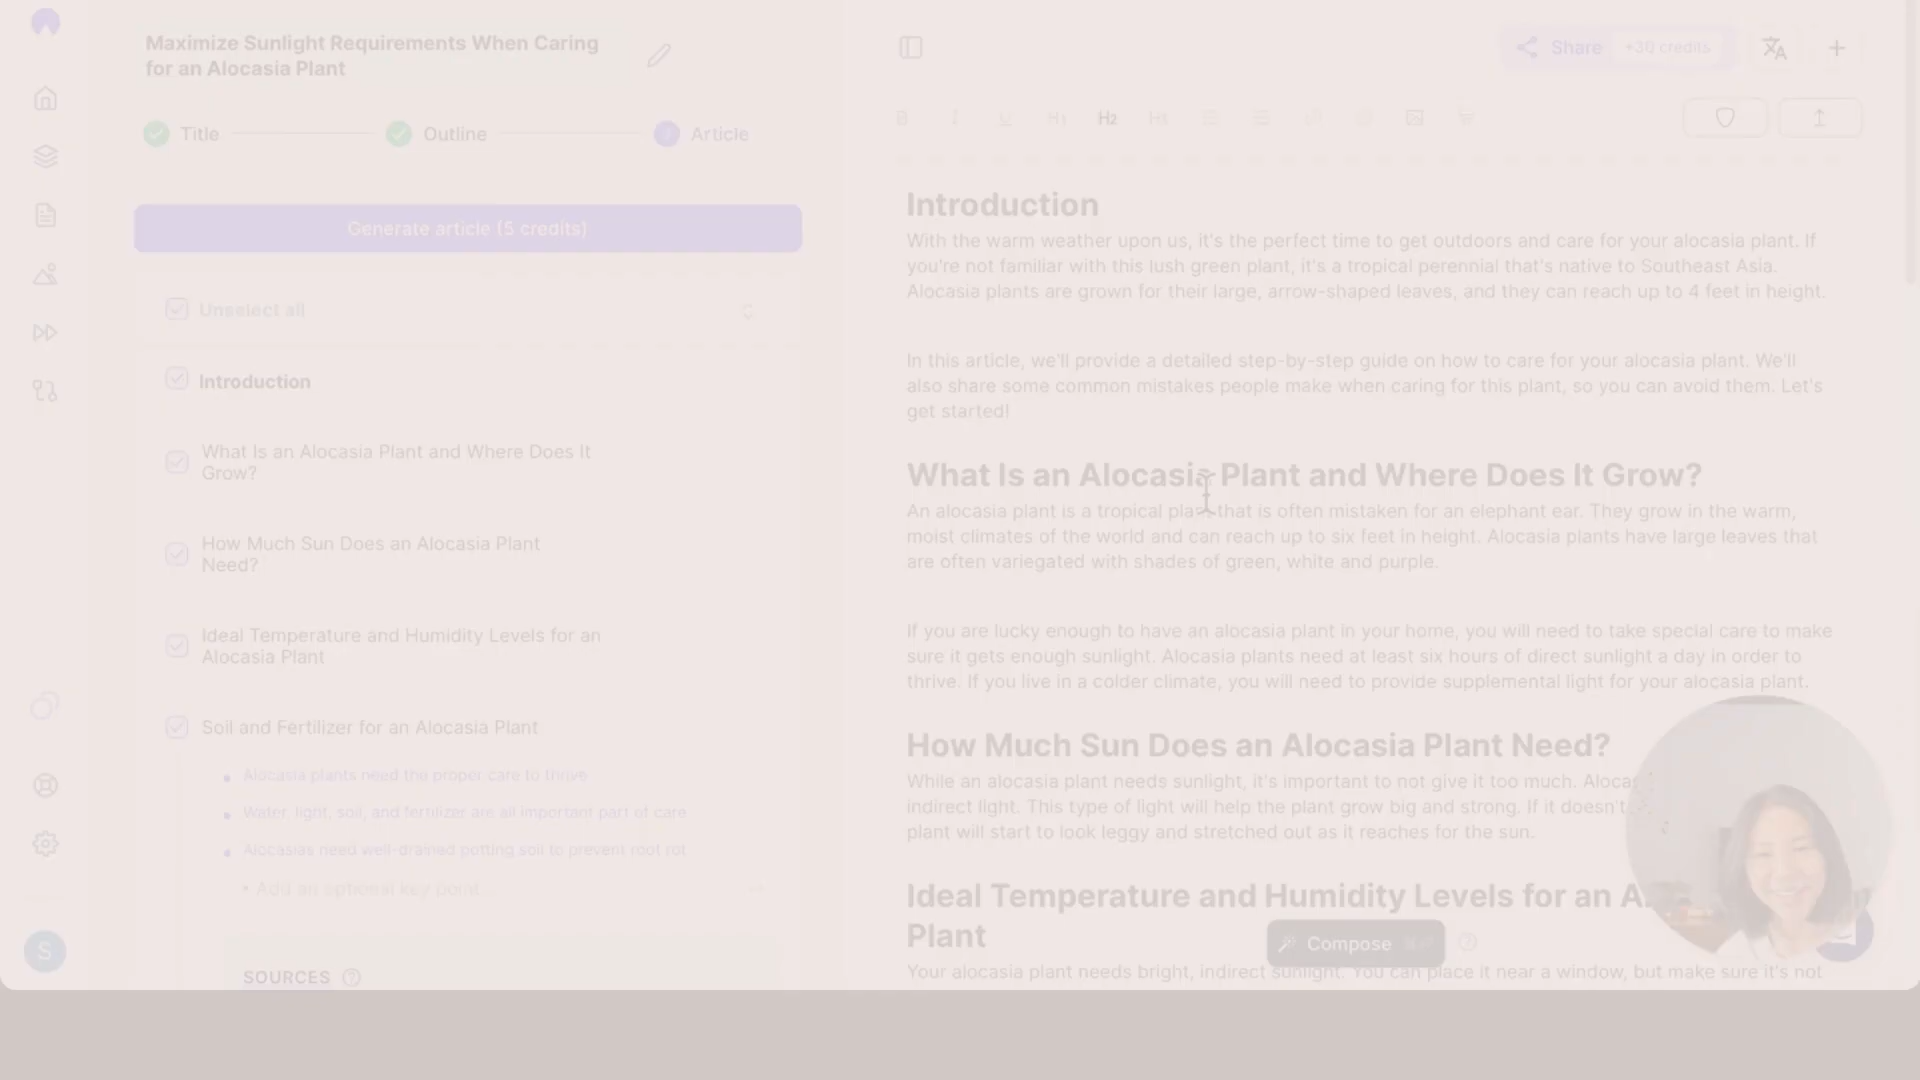 Maximize Sunlight Requirements When Caring
for an Alocasia Plant
Title
Outline
Article
Generate article (5 credits)
Unselect all
Introduction
What Is an Alocasia Plant and Where Does It
Grow?
How Much Sun Does an Alocasia Plant
Need?
Ideal Temperature and Humidity Levels for an
Alocasia Plant
Soil and Fertilizer for an Alocasia Plant
• Alocasia plants need the proper care to thrive
• Water, light, soil, and fertilizer are all important part of care
• Alocasias need well-drained potting soil to prevent root rot
• Add an optional key point...
SOURCES
S
Share +30 credits
B I U H1 H2 H3
Introduction
With the warm weather upon us, it's the perfect time to get outdoors and care for your alocasia plant. If
you're not familiar with this lush green plant, it's a tropical perennial that's native to Southeast Asia.
Alocasia plants are grown for their large, arrow-shaped leaves, and they can reach up to 4 feet in height.
In this article, we'll provide a detailed step-by-step guide on how to care for your alocasia plant. We'll
also share some common mistakes people make when caring for this plant, so you can avoid them. Let's
get started!
What Is an Alocasia Plant and Where Does It Grow?
An alocasia plant is a tropical plant that is often mistaken for an elephant ear. They grow in the warm,
moist climates of the world and can reach up to six feet in height. Alocasia plants have large leaves that
are often variegated with shades of green, white and purple.
If you are lucky enough to have an alocasia plant in your home, you will need to take special care to make
sure it gets enough sunlight. Alocasia plants need at least six hours of direct sunlight a day in order to
thrive. If you live in a colder climate, you will need to provide supplemental light for your alocasia plant.
How Much Sun Does an Alocasia Plant Need?
While an alocasia plant needs sunlight, it's important to not give it too much. Aloca
indirect light. This type of light will help the plant grow big and strong. If it doesn't
plant will start to look leggy and stretched out as it reaches for the sun.
Ideal Temperature and Humidity Levels for an A
Plant
Compose
Your alocasia plant needs bright, indirect sunlight. You can place it near a window, but make sure it's not